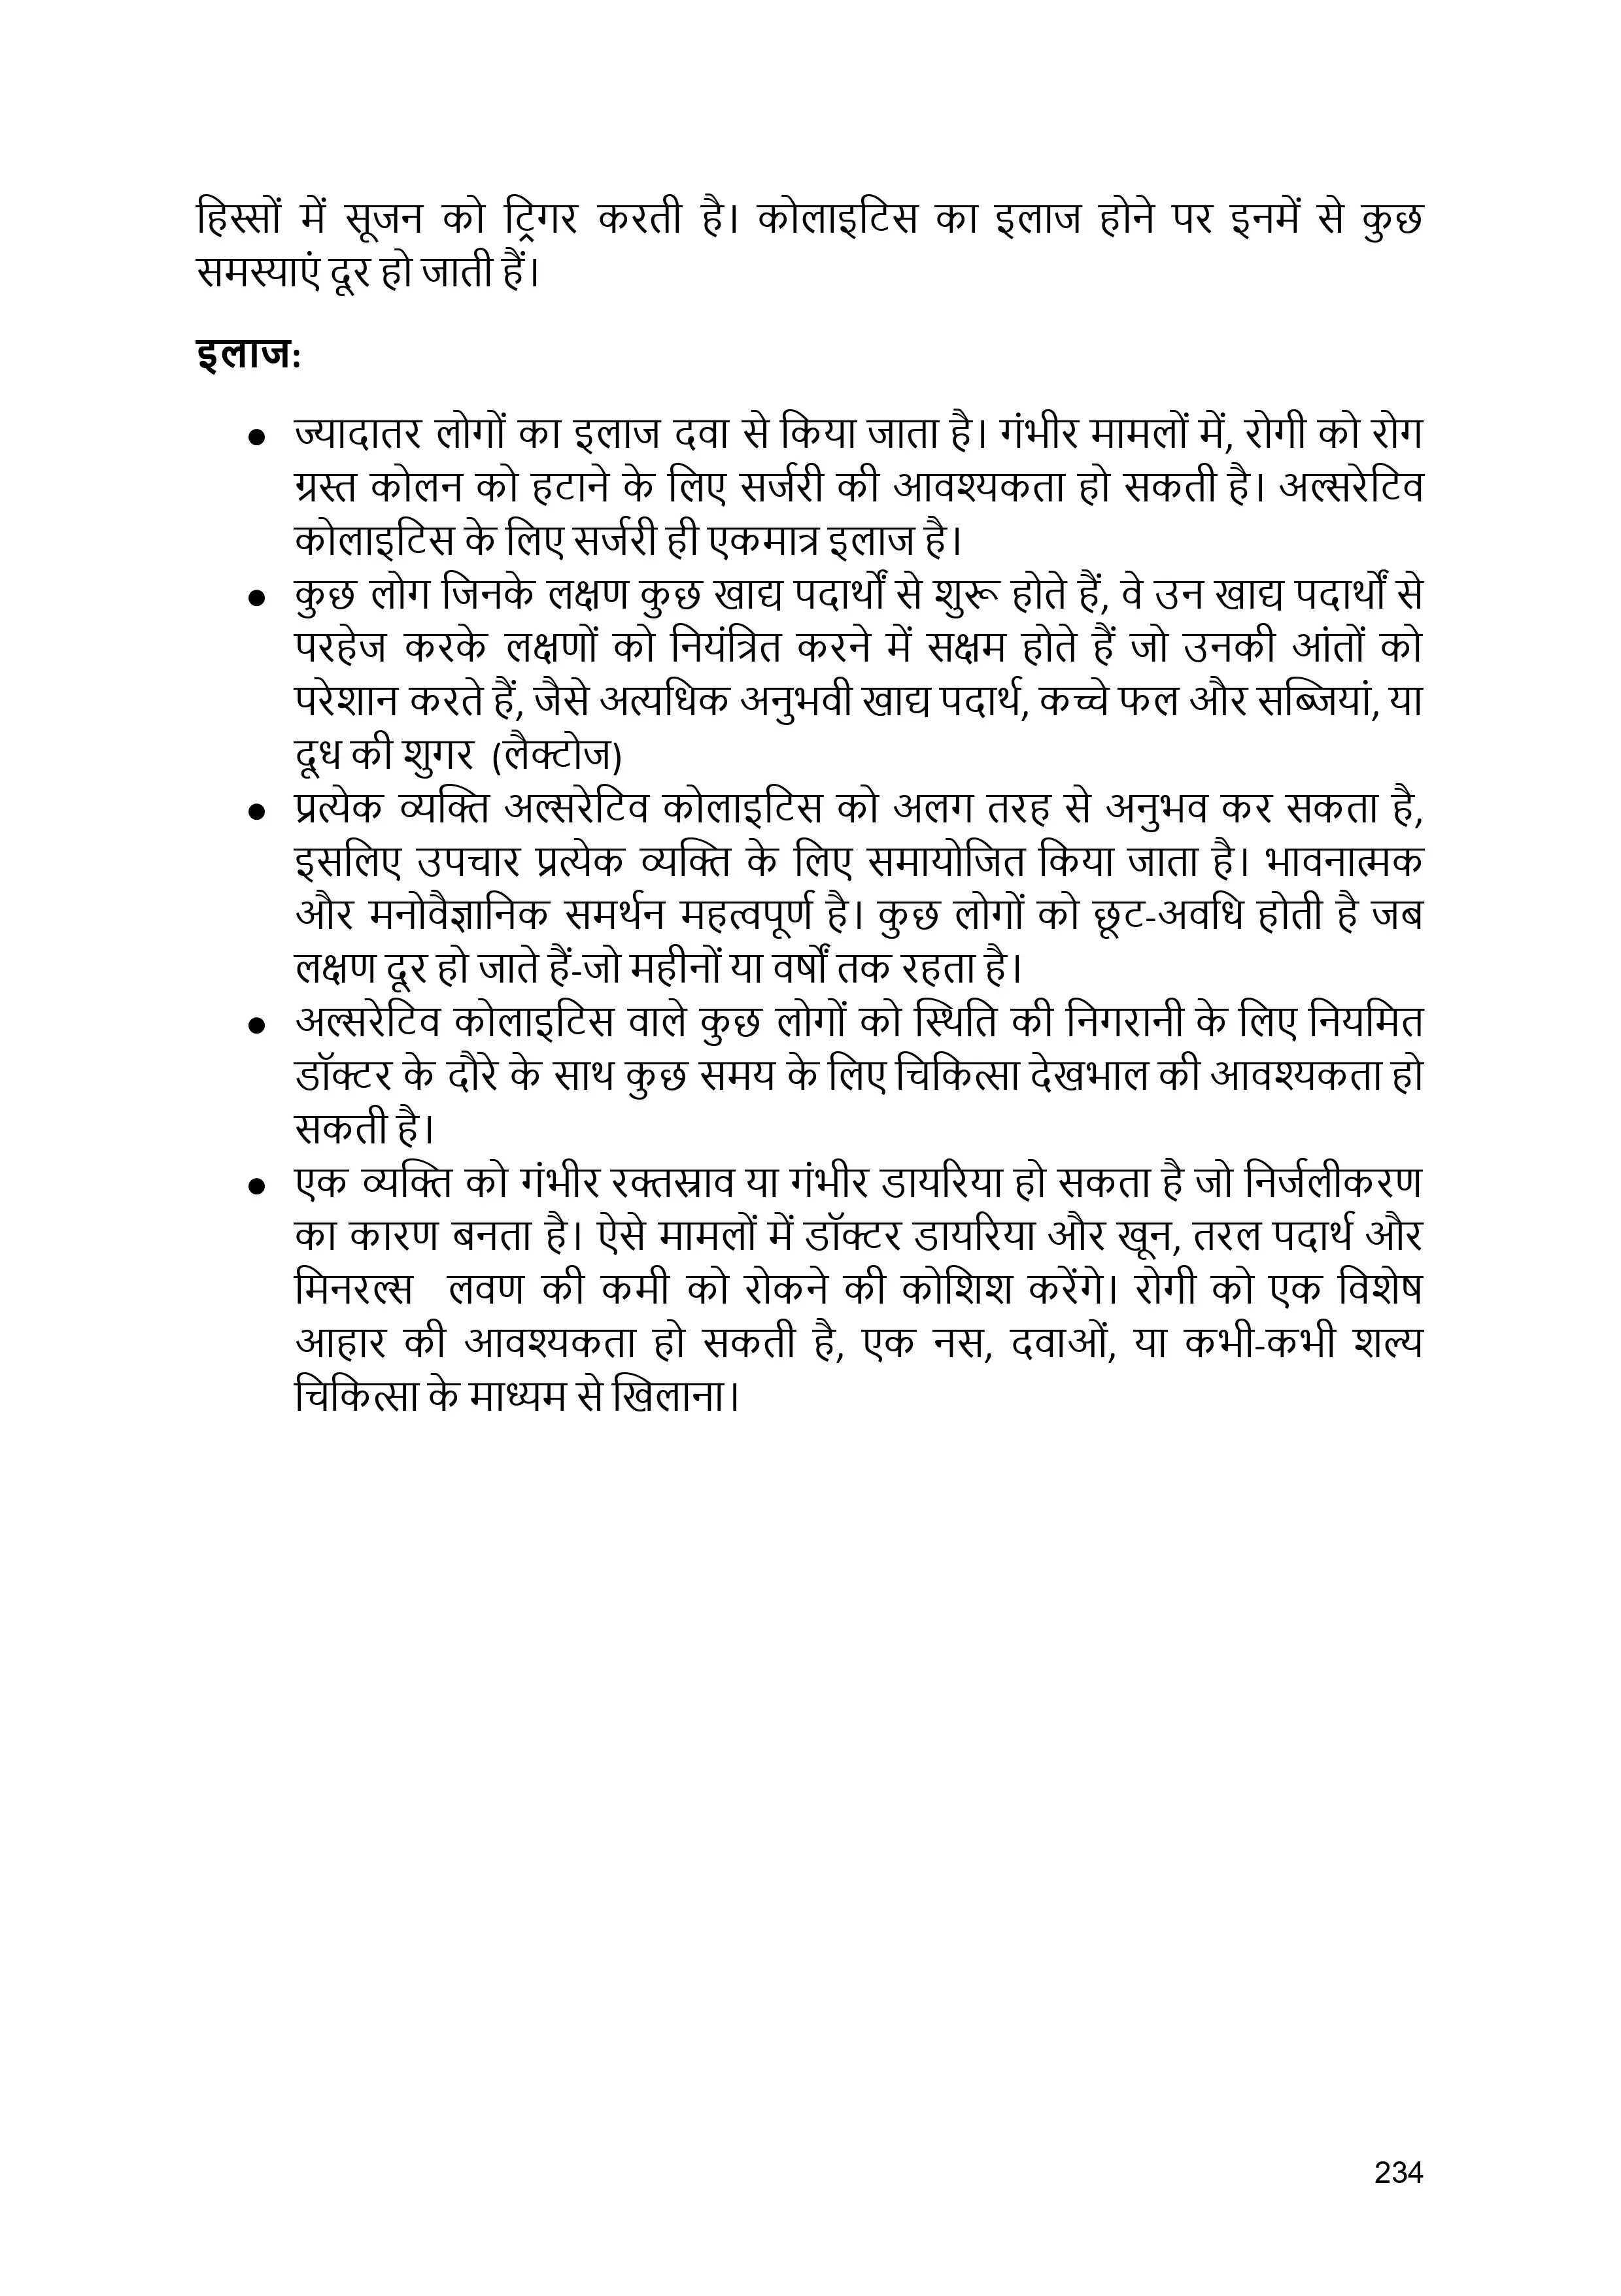 हिस्सों में सूजन को ट्रिगर करती है। कोलाइटिस का इलाज होने पर इनमें से कुछ
समस्याएं दूर हो जाती हैं।
इलाज:
● ज्यादातर लोगों का इलाज दवा से किया जाता है। गंभीर मामलों में, रोगी को रोग
ग्रस्त कोलन को हटाने के लिए सर्जरी की आवश्यकता हो सकती है। अल्सरेटिव
कोलाइटिस के लिए सर्जरी ही एकमात्र इलाज है।
● कुछ लोग जिनके लक्षण कुछ खाद्य पदार्थों से शुरू होते हैं, वे उन खाद्य पदार्थों से
परहेज करके लक्षणों को नियंत्रित करने में सक्षम होते हैं जो उनकी आंतों को
परेशान करते हैं, जैसे अत्यधिक अनुभवी खाद्य पदार्थ, कच्चे फल और सब्जियां, या
दूध की शुगर (लैक्टोज)
● प्रत्येक व्यक्ति अल्सरेटिव कोलाइटिस को अलग तरह से अनुभव कर सकता है,
इसलिए उपचार प्रत्येक व्यक्ति के लिए समायोजित किया जाता है। भावनात्मक
और मनोवैज्ञानिक समर्थन महत्वपूर्ण है। कुछ लोगों को छूट-अवधि होती है जब
लक्षण दूर हो जाते हैं-जो महीनों या वर्षों तक रहता है।
● अल्सरेटिव कोलाइटिस वाले कुछ लोगों को स्थिति की निगरानी के लिए नियमित
डॉक्टर के दौरे के साथ कुछ समय के लिए चिकित्सा देखभाल की आवश्यकता हो
सकती है।
● एक व्यक्ति को गंभीर रक्तस्राव या गंभीर डायरिया हो सकता है जो निर्जलीकरण
का कारण बनता है। ऐसे मामलों में डॉक्टर डायरिया और खून, तरल पदार्थ और
मिनरल्स लवण की कमी को रोकने की कोशिश करेंगे। रोगी को एक विशेष
आहार की आवश्यकता हो सकती है, एक नस, दवाओं, या कभी-कभी शल्य
चिकित्सा के माध्यम से खिलाना।
234